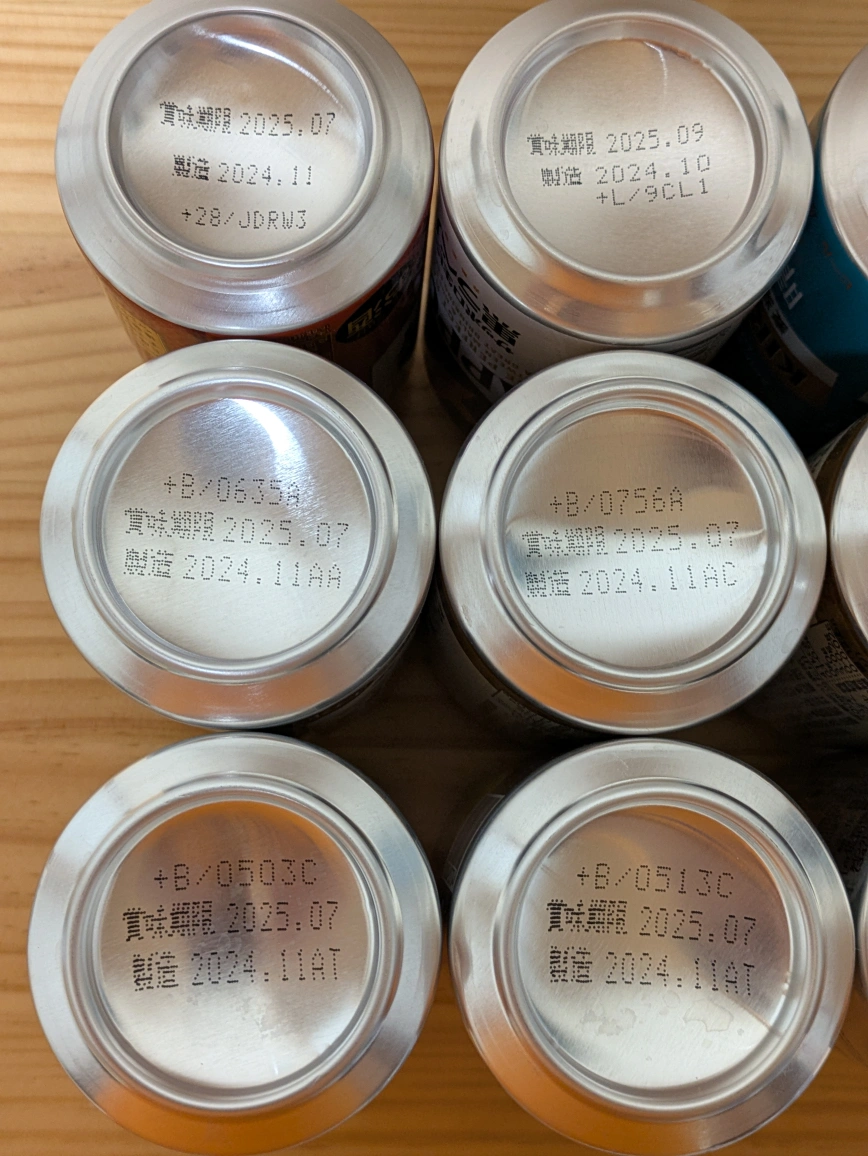 賞味期限 2025.07
製造 2024.11
+28/JDRW3
賞味期限 2025.09
製造 2024.10
+L/9CL1
+B/0635A
賞味期限 2025.07
製造 2024.11AA
+B/0756A
賞味期限 2025.07
製造 2024.11AC
+B/0503C
賞味期限 2025.07
製造 2024.11AT
+B/0513C
賞味期限 2025.07
製造 2024.11AT